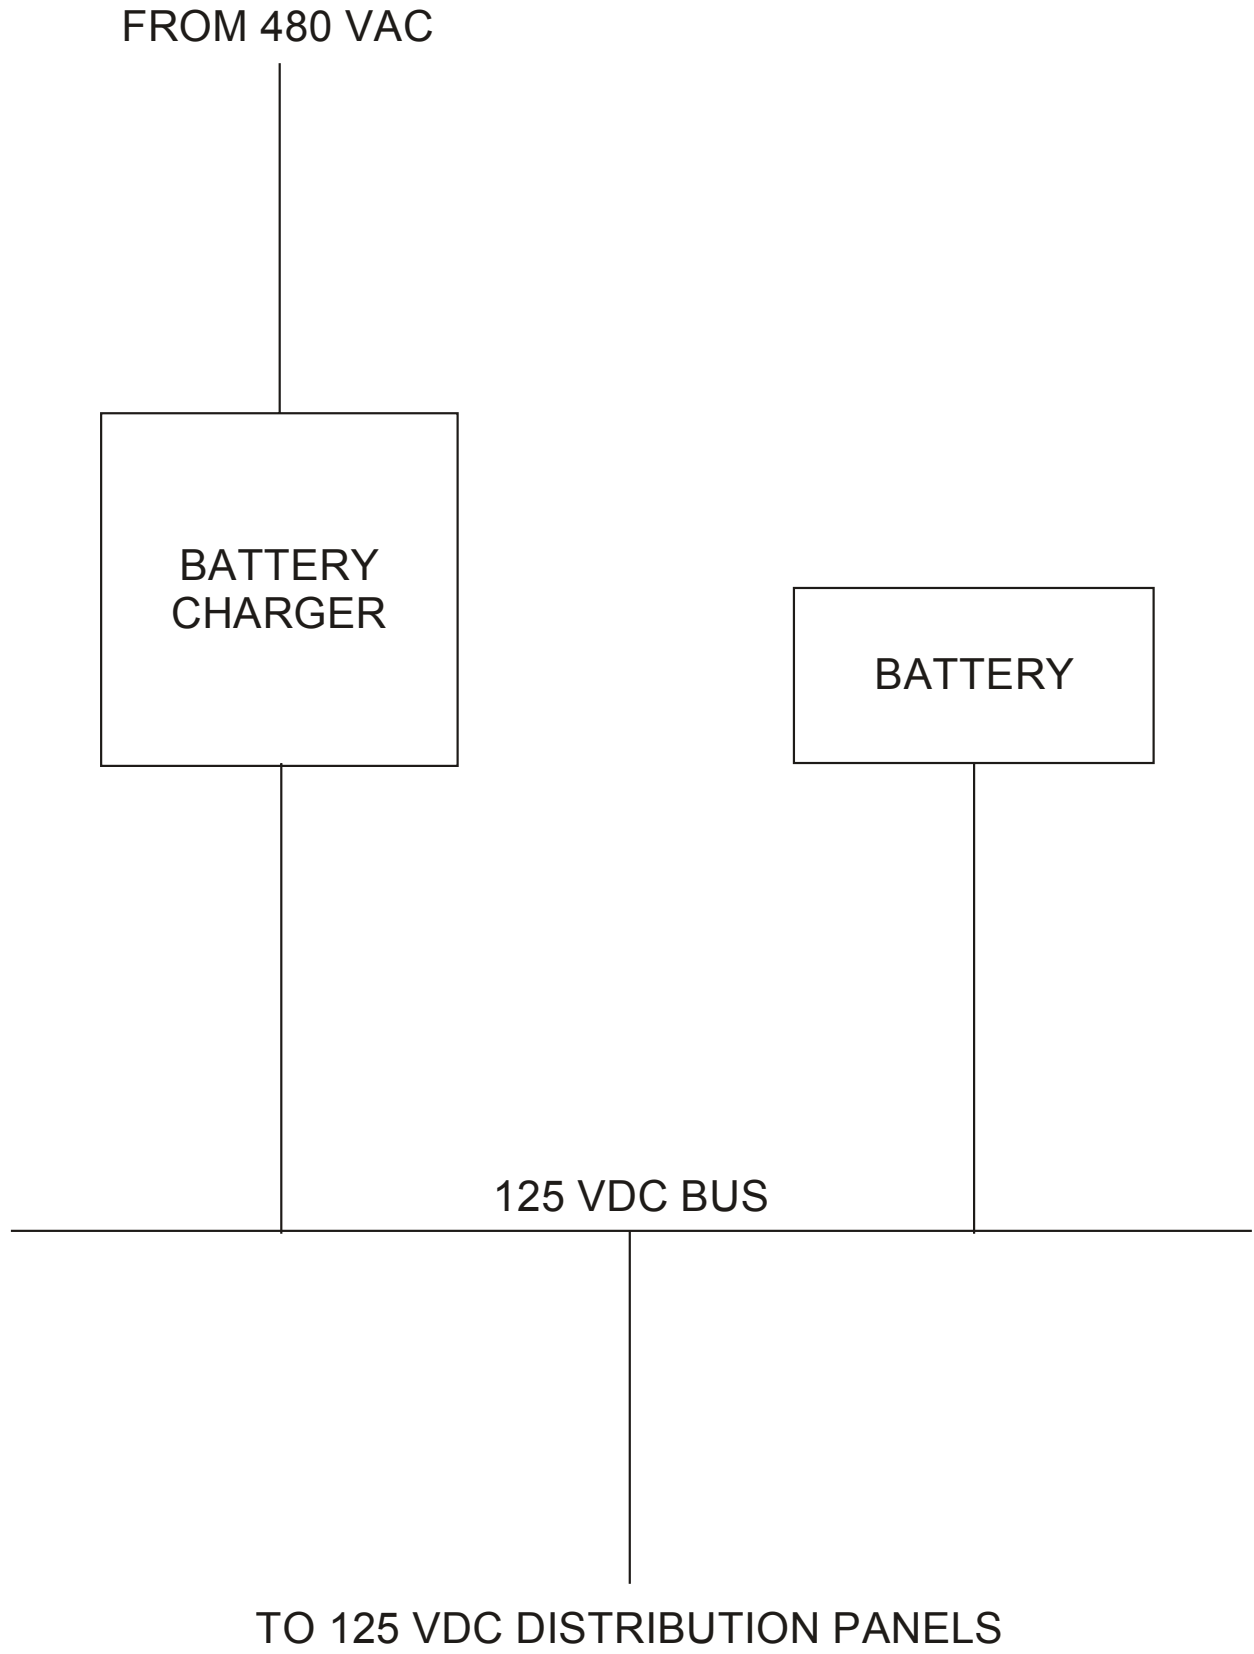 FROM 480 VAC
BATTERY
CHARGER
BATTERY
125 VDC BUS
TO 125 VDC DISTRIBUTION PANELS